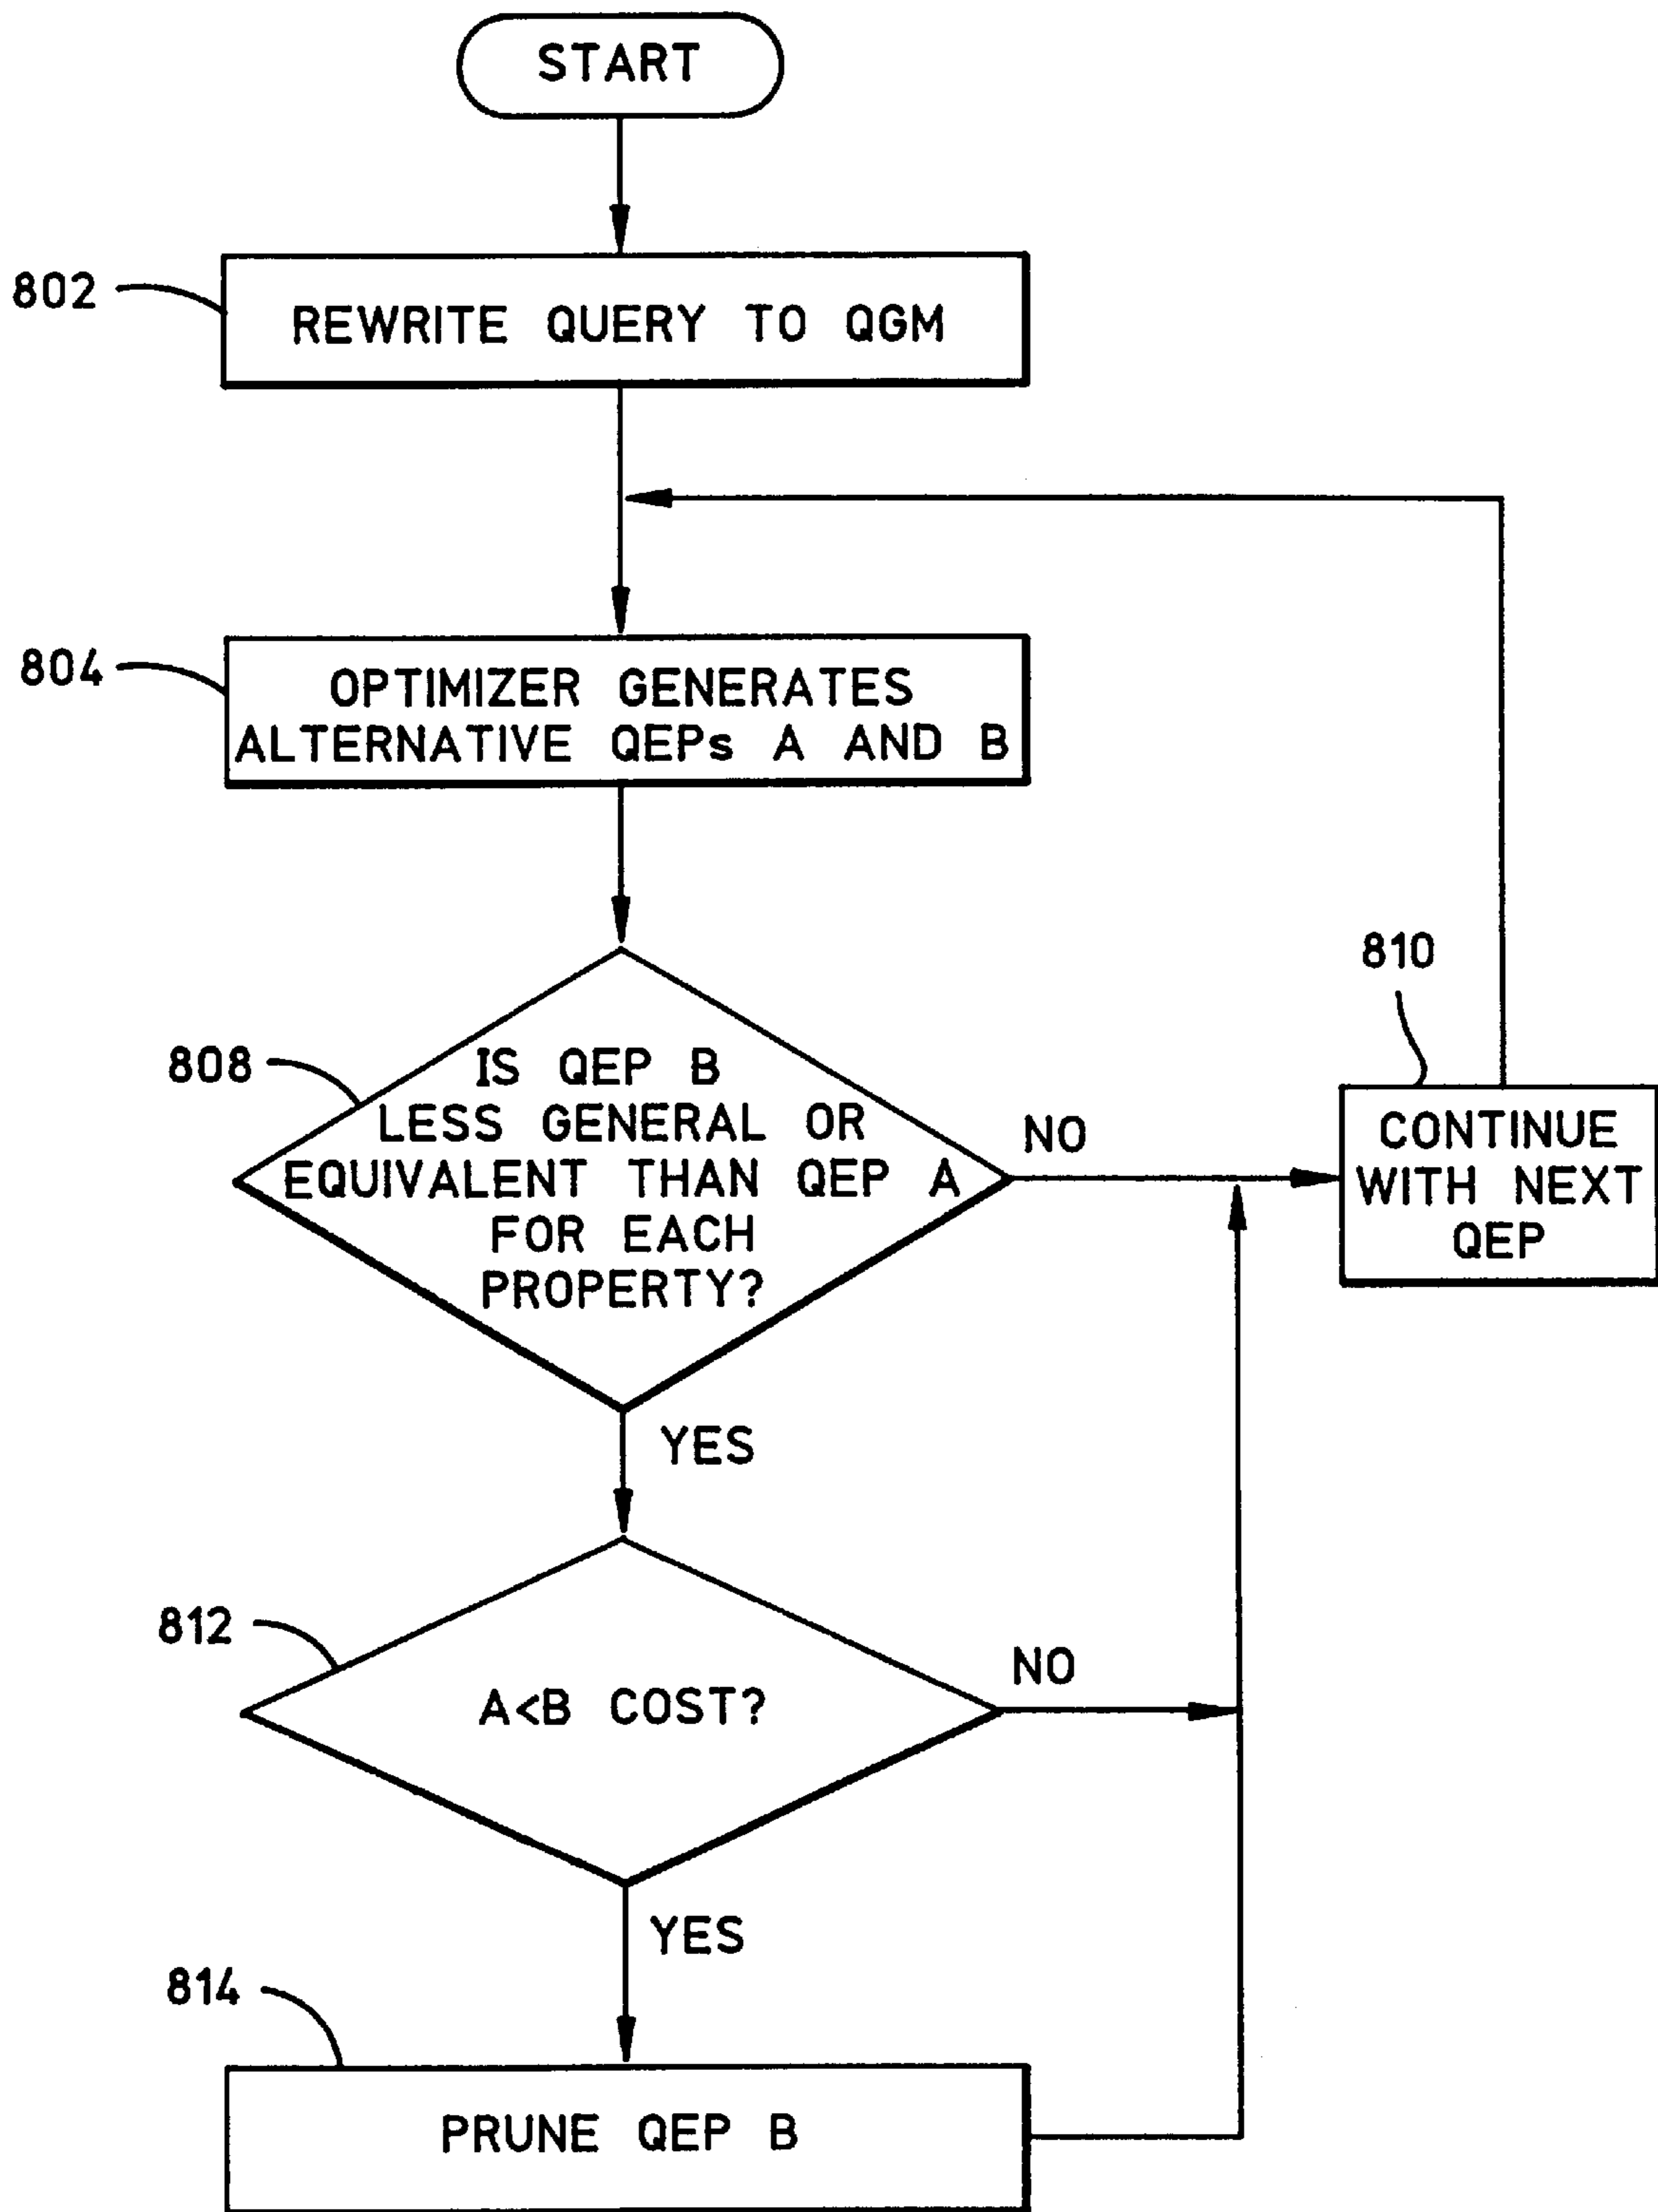 START
802
REWRITE QUERY TO QGM
804
OPTIMIZER GENERATES
ALTERNATIVE QEPs A AND B
810
808
IS QEP B
LESS GENERAL OR
EQUIVALENT THAN QEP A
FOR EACH
PROPERTY?
NO
CONTINUE
WITH NEXT
QEP
YES
812
A<B COST?
NO
YES
814
PRUNE QEP B